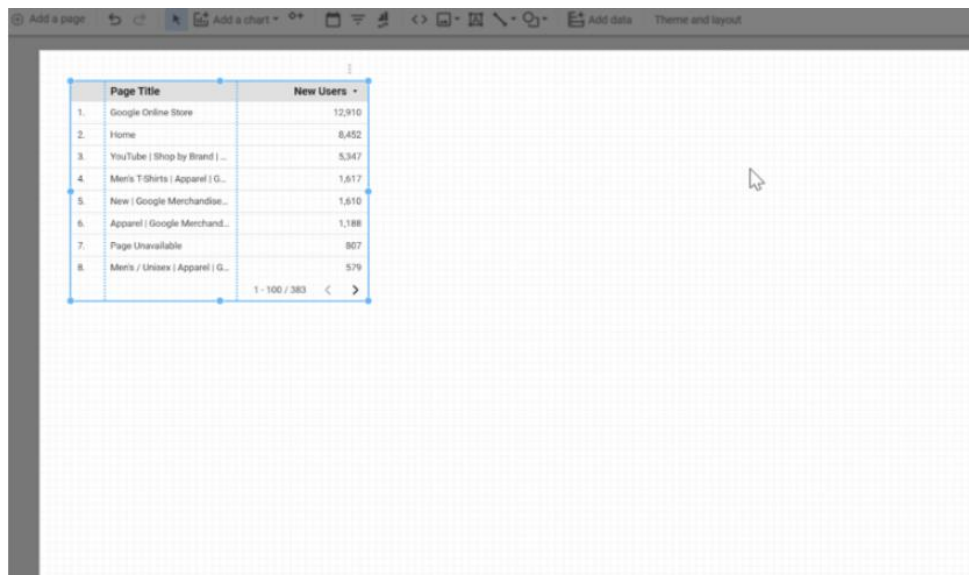 Add a page Add a chart Add data Theme and layout
Page Title New Users
1. Google Online Store 12,910
2. Home 8,452
3. YouTube | Shop by Brand | ... 5,347
4. Men's T-Shirts | Apparel | G... 1,617
5. New | Google Merchandise... 1,610
6. Apparel | Google Merchand... 1,188
7. Page Unavailable 807
8. Men's / Unisex | Apparel | G... 579
1 - 100 / 383